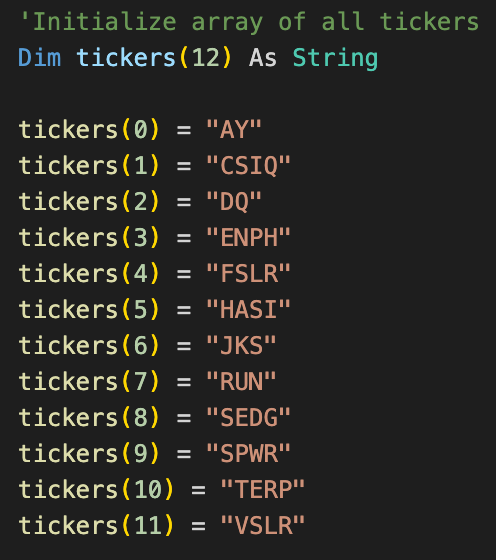 'Initialize array of all tickers
Dim tickers(12) As String
tickers(0) = "AY"
tickers(1) = "CSIQ"
tickers(2) = "DQ"
tickers(3) = "ENPH"
tickers(4) = "FSLR"
tickers(5) = "HASI"
tickers(6) = "JKS"
tickers(7) = "RUN"
tickers(8) = "SEDG"
tickers(9) = "SPWR"
tickers(10) = "TERP"
tickers(11) = "VSLR"